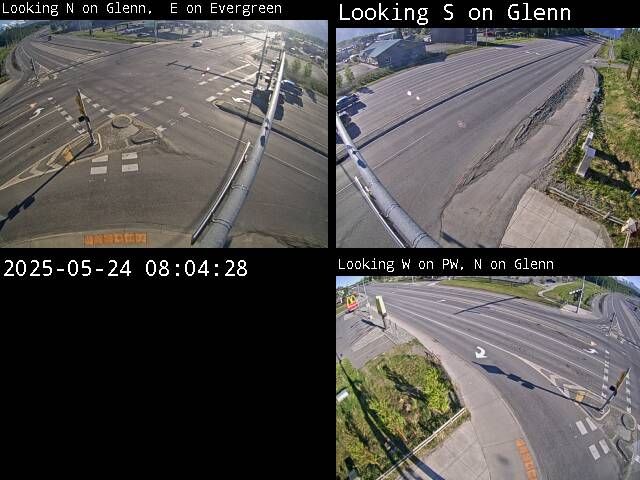 Looking N on Glenn,  E on Evergreen
Looking S on Glenn
2025-05-24 08:04:28
Looking W on PW, N on Glenn